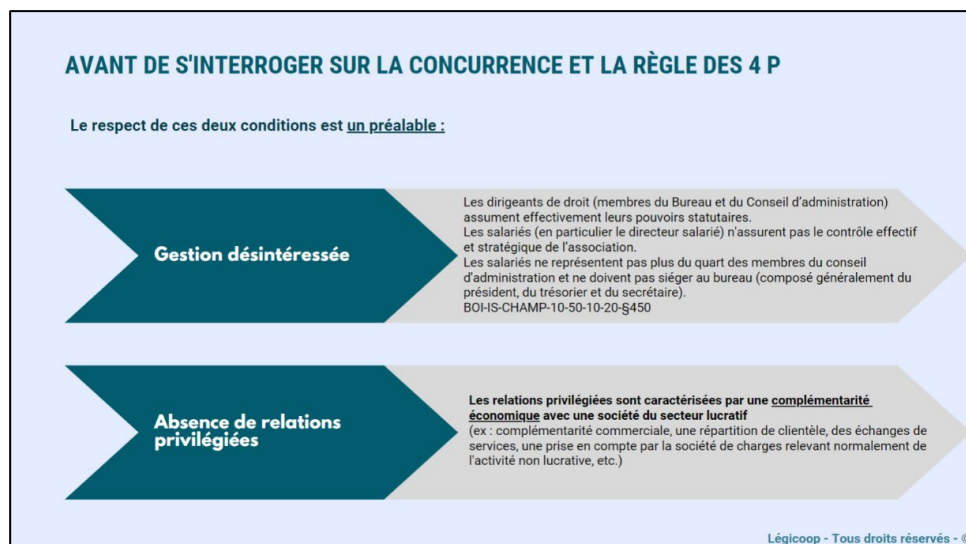 AVANT DE S'INTERROGER SUR LA CONCURRENCE ET LA RÈGLE DES 4 P
Le respect de ces deux conditions est un préalable :
Gestion désintéressée
Les dirigeants de droit (membres du Bureau et du Conseil d'administration)
assument effectivement leurs pouvoirs statutaires.
Les salariés (en particulier le directeur salarié) n'assurent pas le contrôle effectif
et stratégique de l'association.
Les salariés ne représentent pas plus du quart des membres du conseil
d'administration et ne doivent pas siéger au bureau (composé généralement du
président, du trésorier et du secrétaire).
BOI-IS-CHAMP-10-50-10-20-§450
Absence de relations
privilégiées
Les relations privilégiées sont caractérisées par une complémentarité
économique avec une société du secteur lucratif
(ex : complémentarité commerciale, une répartition de clientèle, des échanges de
services, une prise en compte par la société de charges relevant normalement de
l'activité non lucrative, etc.)
Légicoop - Tous droits réservés - ©